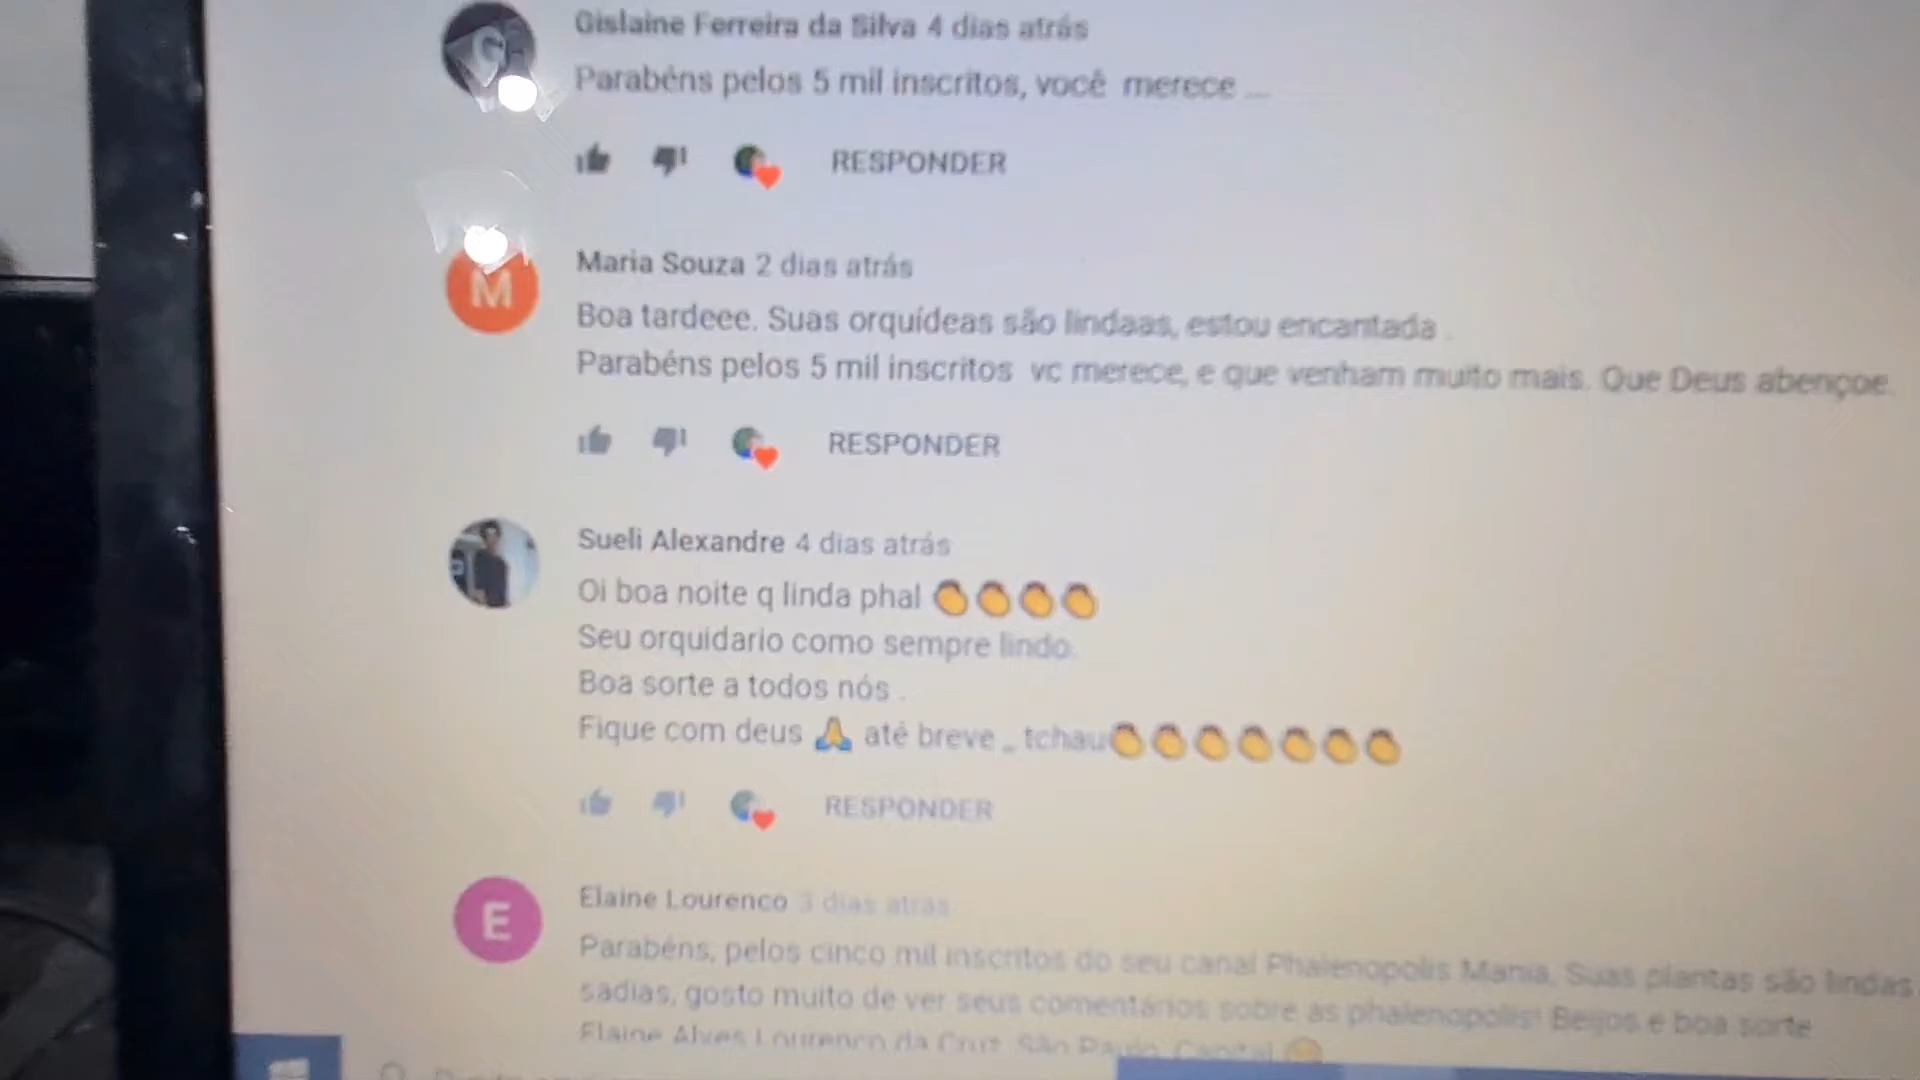 Gislaine Ferreira da Silva 4 dias atrás
Parabéns pelos 5 mil inscritos, você merece ...
RESPONDER
M
Maria Souza 2 dias atrás
Boa tardeee. Suas orquídeas são lindaas, estou encantada .
Parabéns pelos 5 mil inscritos vc merece, e que venham muito mais. Que Deus abençoe.
RESPONDER
Sueli Alexandre 4 dias atrás
Oi boa noite q linda phal 👏👏👏👏
Seu orquidario como sempre lindo.
Boa sorte a todos nós .
Fique com deus 🙏 até breve .. tchau👏👏👏👏👏👏👏
RESPONDER
E
Elaine Lourenco 3 dias atrás
Parabéns, pelos cinco mil inscritos do seu canal Phalenopolis Mania, Suas plantas são lindas,
sadias, gosto muito de ver seus comentários sobre as phalenopolis! Beijos e boa sorte
Elaine Alves Lourenco da Cruz. São Paulo, Capital